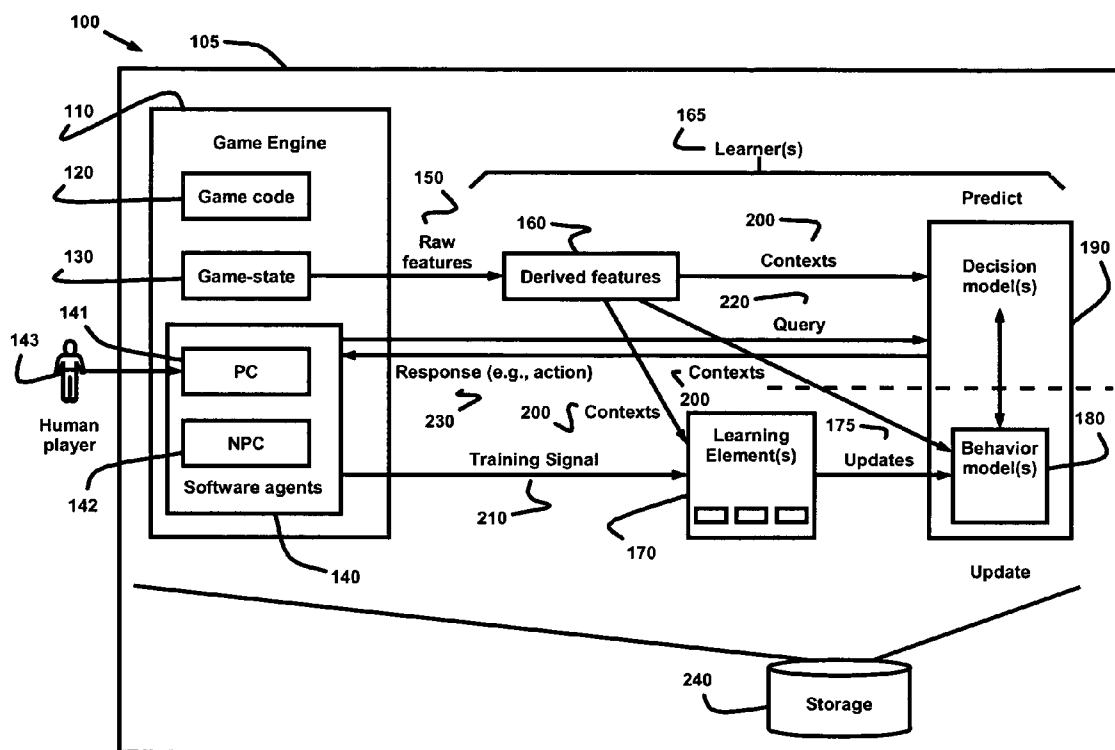 100
105
110
Game Engine
165
Learner(s)
120
Game code
150
Predict
160
200
130
Game-state
Raw
features
Derived features
Contexts
Decision
model(s)
190
220
Query
141
143
PC
Response (e.g., action)
Contexts
200
230
200
Contexts
175
180
Human
player
NPC
Learning
Element(s)
Behavior
model(s)
Training Signal
Updates
142
Software agents
210
170
140
Update
240
Storage